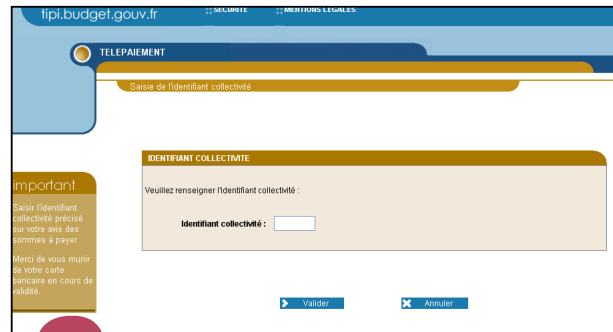 tipi.budget.gouv.fr
:: SECURITE :: MENTIONS LEGALES
TELEPAIEMENT
Saisie de l'identifiant collectivité
IDENTIFIANT COLLECTIVITE
Veuillez renseigner l'identifiant collectivité :
Identifiant collectivité :
important
Saisir l'identifiant
collectivité précisé
sur votre avis des
sommes à payer.
Merci de vous munir
de votre carte
bancaire en cours de
validité.
Valider Annuler